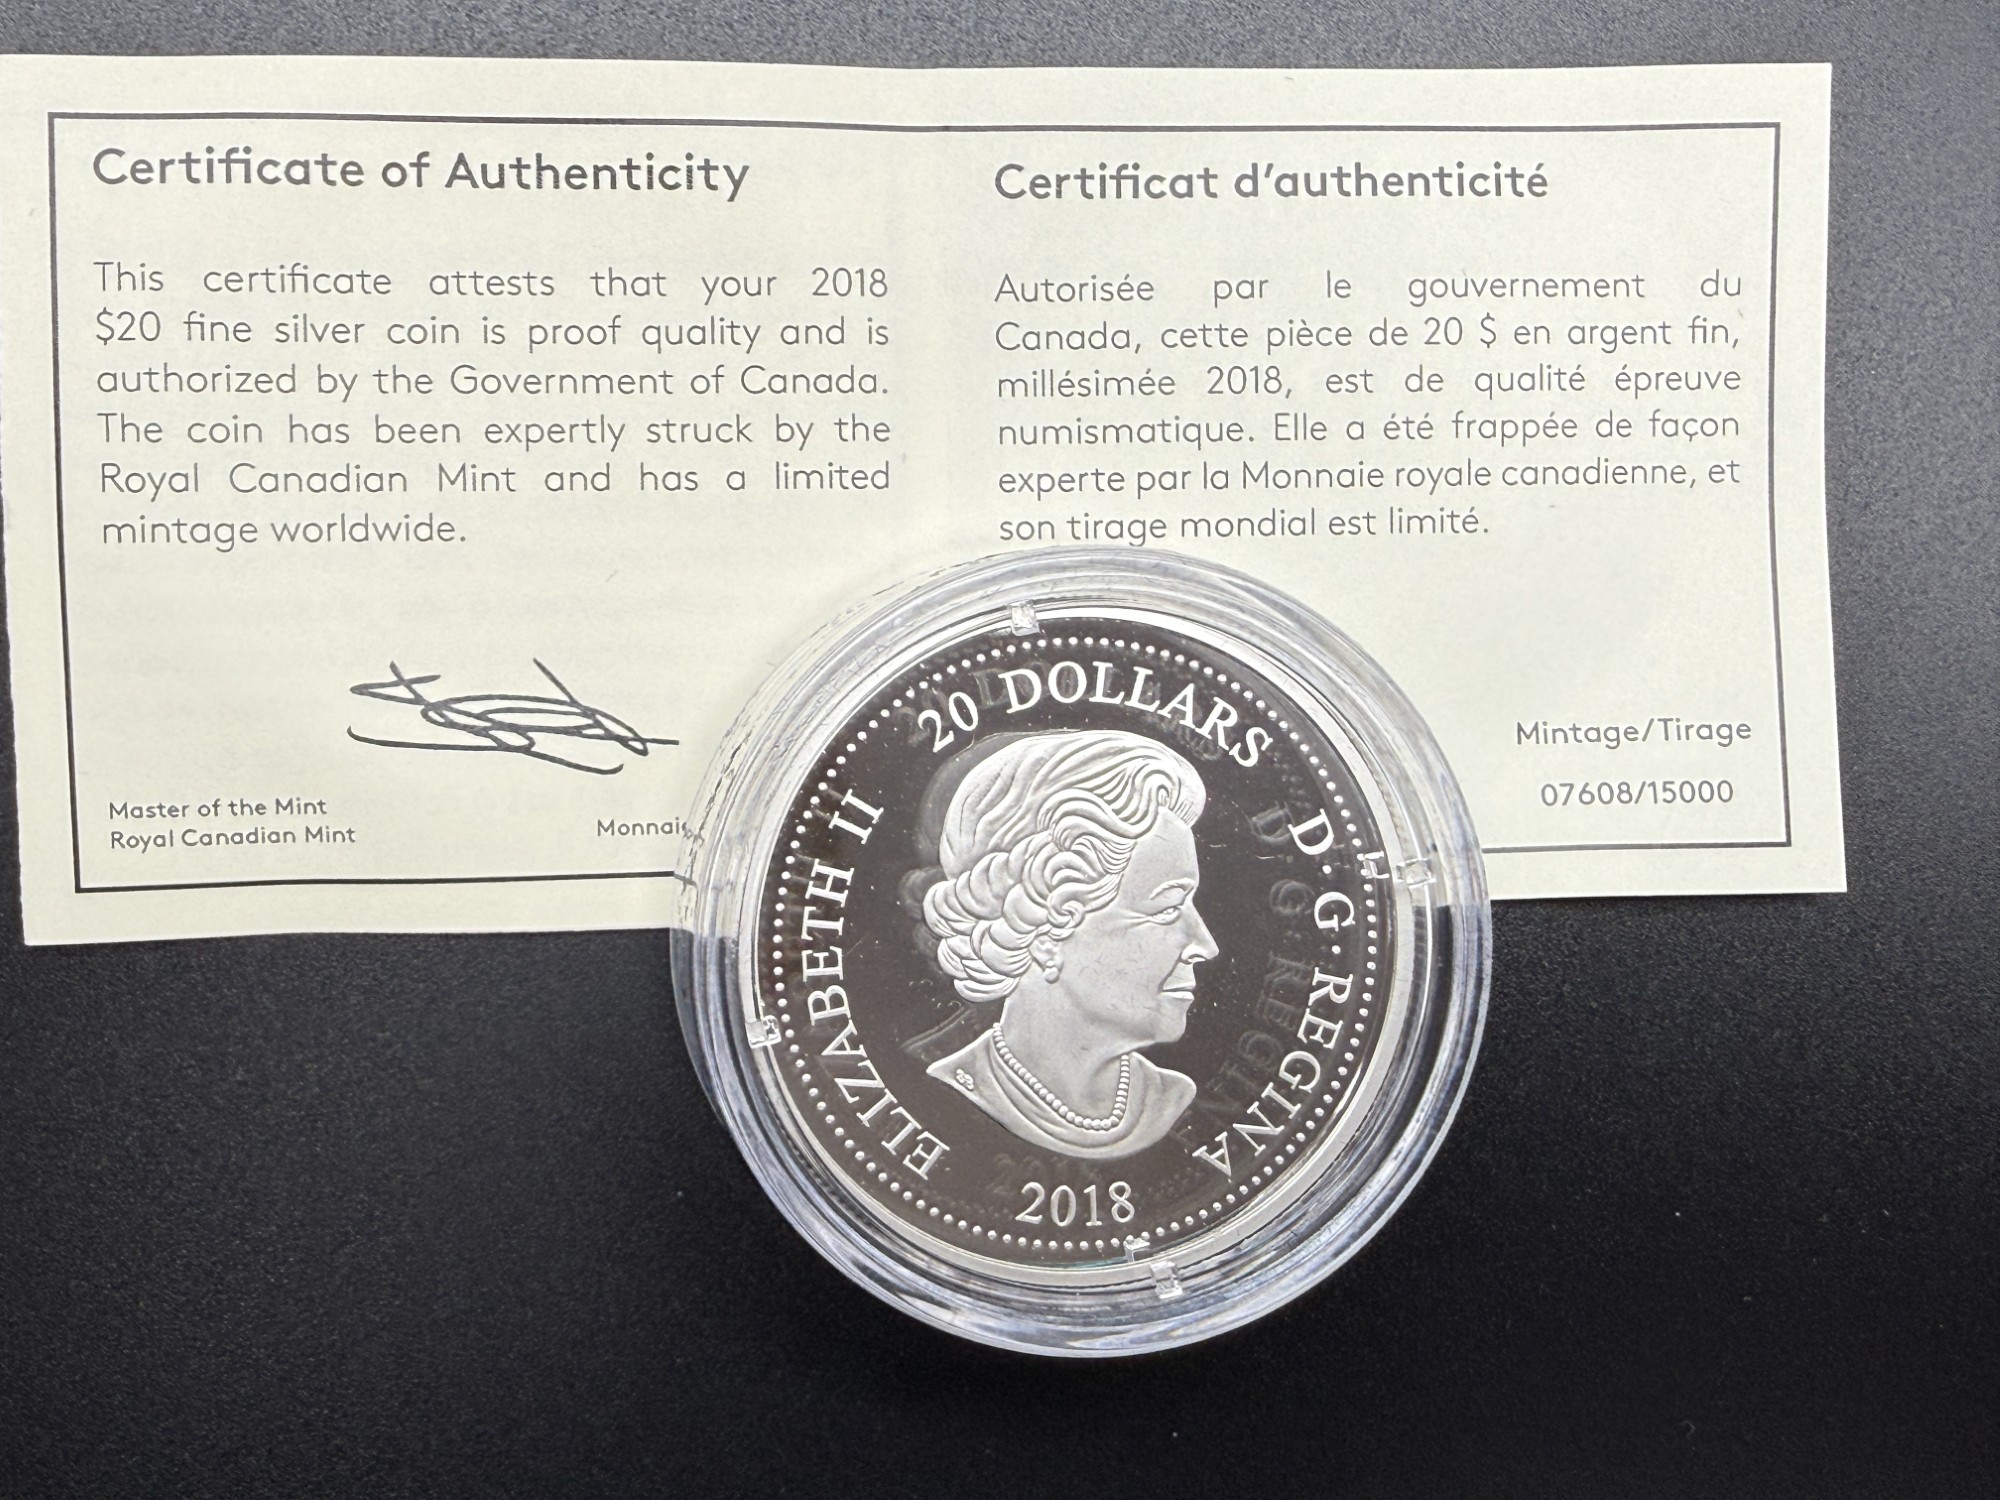 Certificate of Authenticity
This certificate attests that your 2018
$20 fine silver coin is proof quality and is
authorized by the Government of Canada.
The coin has been expertly struck by the
Royal Canadian Mint and has a limited
mintage worldwide.
Master of the Mint
Royal Canadian Mint
Certificat d'authenticité
Autorisée par le gouvernement du
Canada, cette pièce de 20 $ en argent fin,
millésimée 2018, est de qualité épreuve
numismatique. Elle a été frappée de façon
experte par la Monnaie royale canadienne, et
son tirage mondial est limité.
Mintage/Tirage
07608/15000
ELIZABETH II
20 DOLLARS
D·G·REGINA
2018